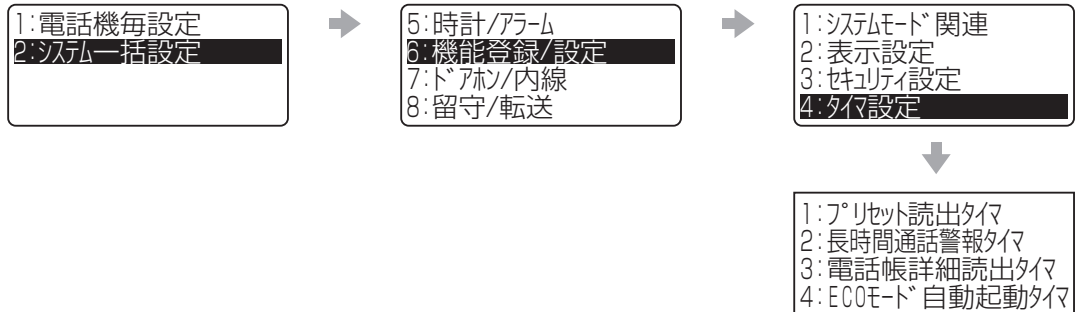 1:電話機毎設定
2:ｼｽﾃﾑ一括設定
5:時計/ｱﾗｰﾑ
6:機能登録/設定
7:ﾄﾞｱﾎﾝ/内線
8:留守/転送
1:ｼｽﾃﾑﾓｰﾄﾞ関連
2:表示設定
3:ｾｷｭﾘﾃｨ設定
4:ﾀｲﾏ設定
1:ﾌﾟﾘｾｯﾄ読出ﾀｲﾏ
2:長時間通話警報ﾀｲﾏ
3:電話帳詳細読出ﾀｲﾏ
4:ECOﾓｰﾄﾞ自動起動ﾀｲﾏ